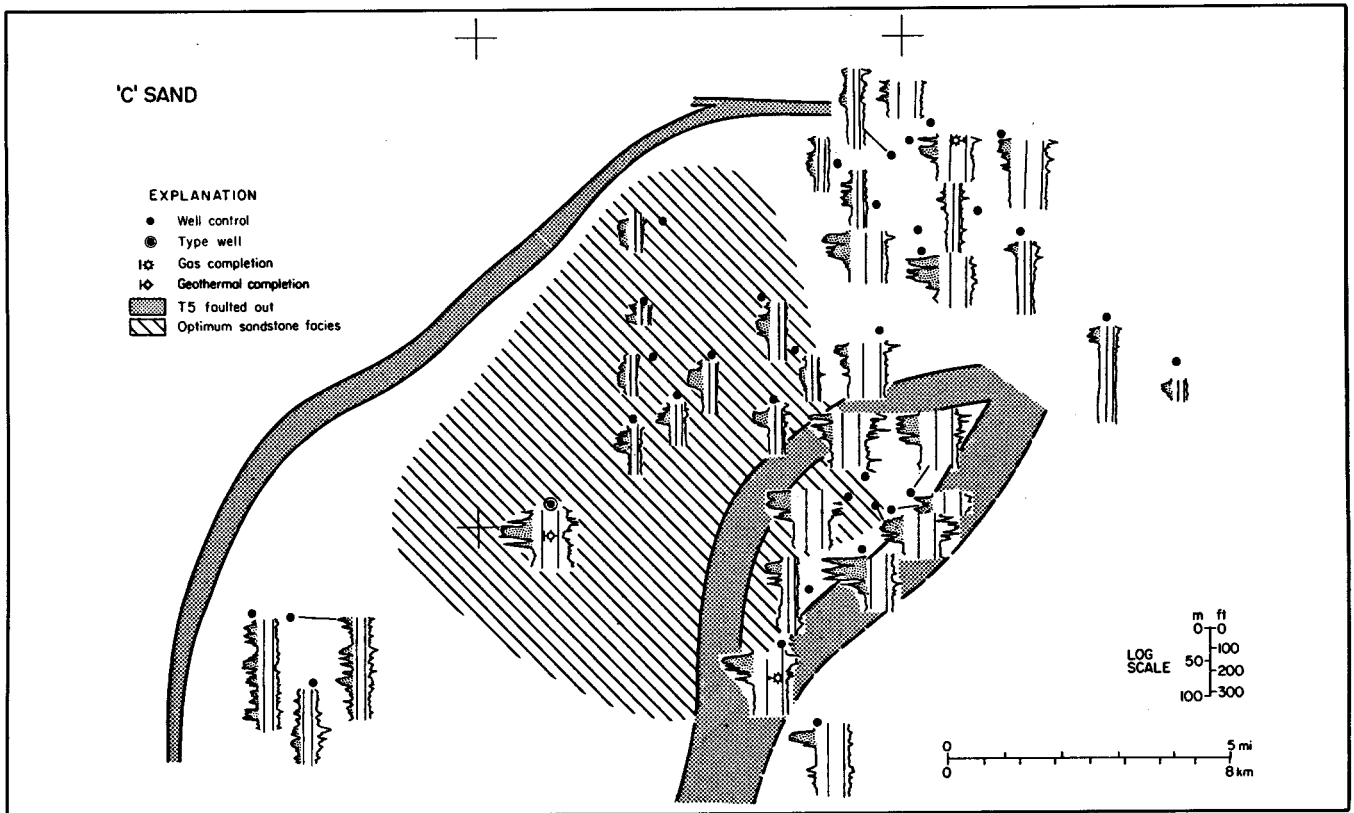 'C' SAND
EXPLANATION
Well control
Type well
Gas completion
Geothermal completion
T5 faulted out
Optimum sandstone facies
m ft
0 0
100
50 200
100 300
LOG
SCALE
0 5 mi
0 8 km